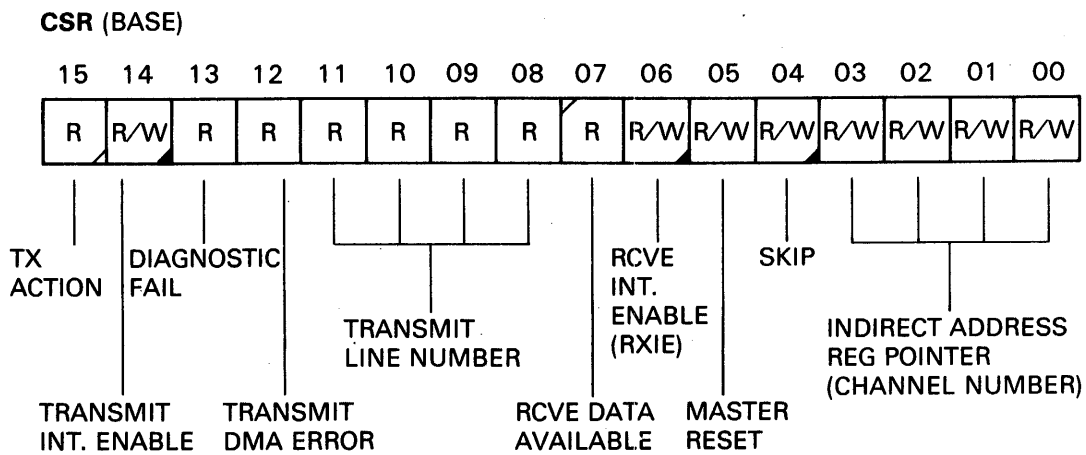 CSR (BASE)
15 14 13 12 11 10 09 08 07 06 05 04 03 02 01 00
R R/W R R R R R R R R/W R/W R/W R/W R/W R/W R/W
TX
ACTION
DIAGNOSTIC
FAIL
RCVE
INT.
ENABLE
(RXIE)
SKIP
TRANSMIT
LINE NUMBER
INDIRECT ADDRESS
REG POINTER
(CHANNEL NUMBER)
TRANSMIT
INT. ENABLE
TRANSMIT
DMA ERROR
RCVE DATA
AVAILABLE
MASTER
RESET